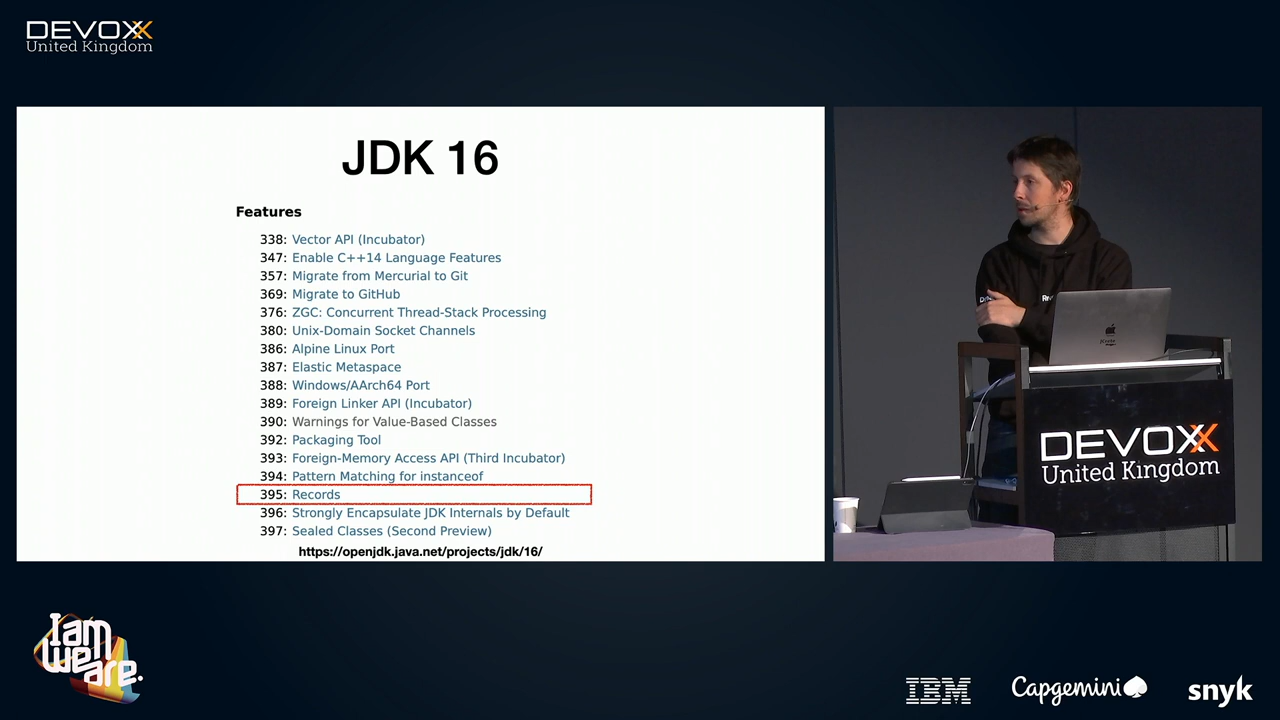 DEVOXX
United Kingdom
JDK 16
Features
338: Vector API (Incubator)
347: Enable C++14 Language Features
357: Migrate from Mercurial to Git
369: Migrate to GitHub
376: ZGC: Concurrent Thread-Stack Processing
380: Unix-Domain Socket Channels
386: Alpine Linux Port
387: Elastic Metaspace
388: Windows/AArch64 Port
389: Foreign Linker API (Incubator)
390: Warnings for Value-Based Classes
392: Packaging Tool
393: Foreign-Memory Access API (Third Incubator)
394: Pattern Matching for instanceof
395: Records
396: Strongly Encapsulate JDK Internals by Default
397: Sealed Classes (Second Preview)
https://openjdk.java.net/projects/jdk/16/
DEVOXX
United Kingdom
I am
We are.
IBM
Capgemini
snyk